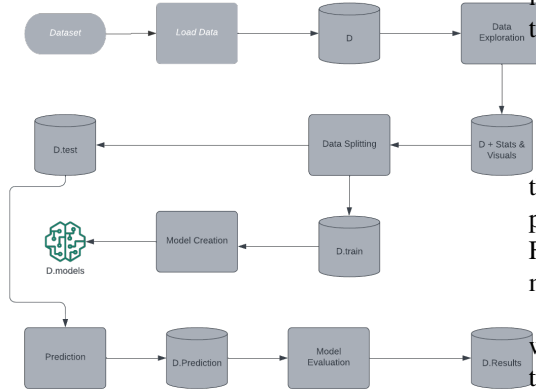 Dataset
Load Data
D
Data
Exploration
D.test
Data Splitting
D + Stats &
Visuals
D.models
Model Creation
D.train
Prediction
D.Prediction
Model
Evaluation
D.Results